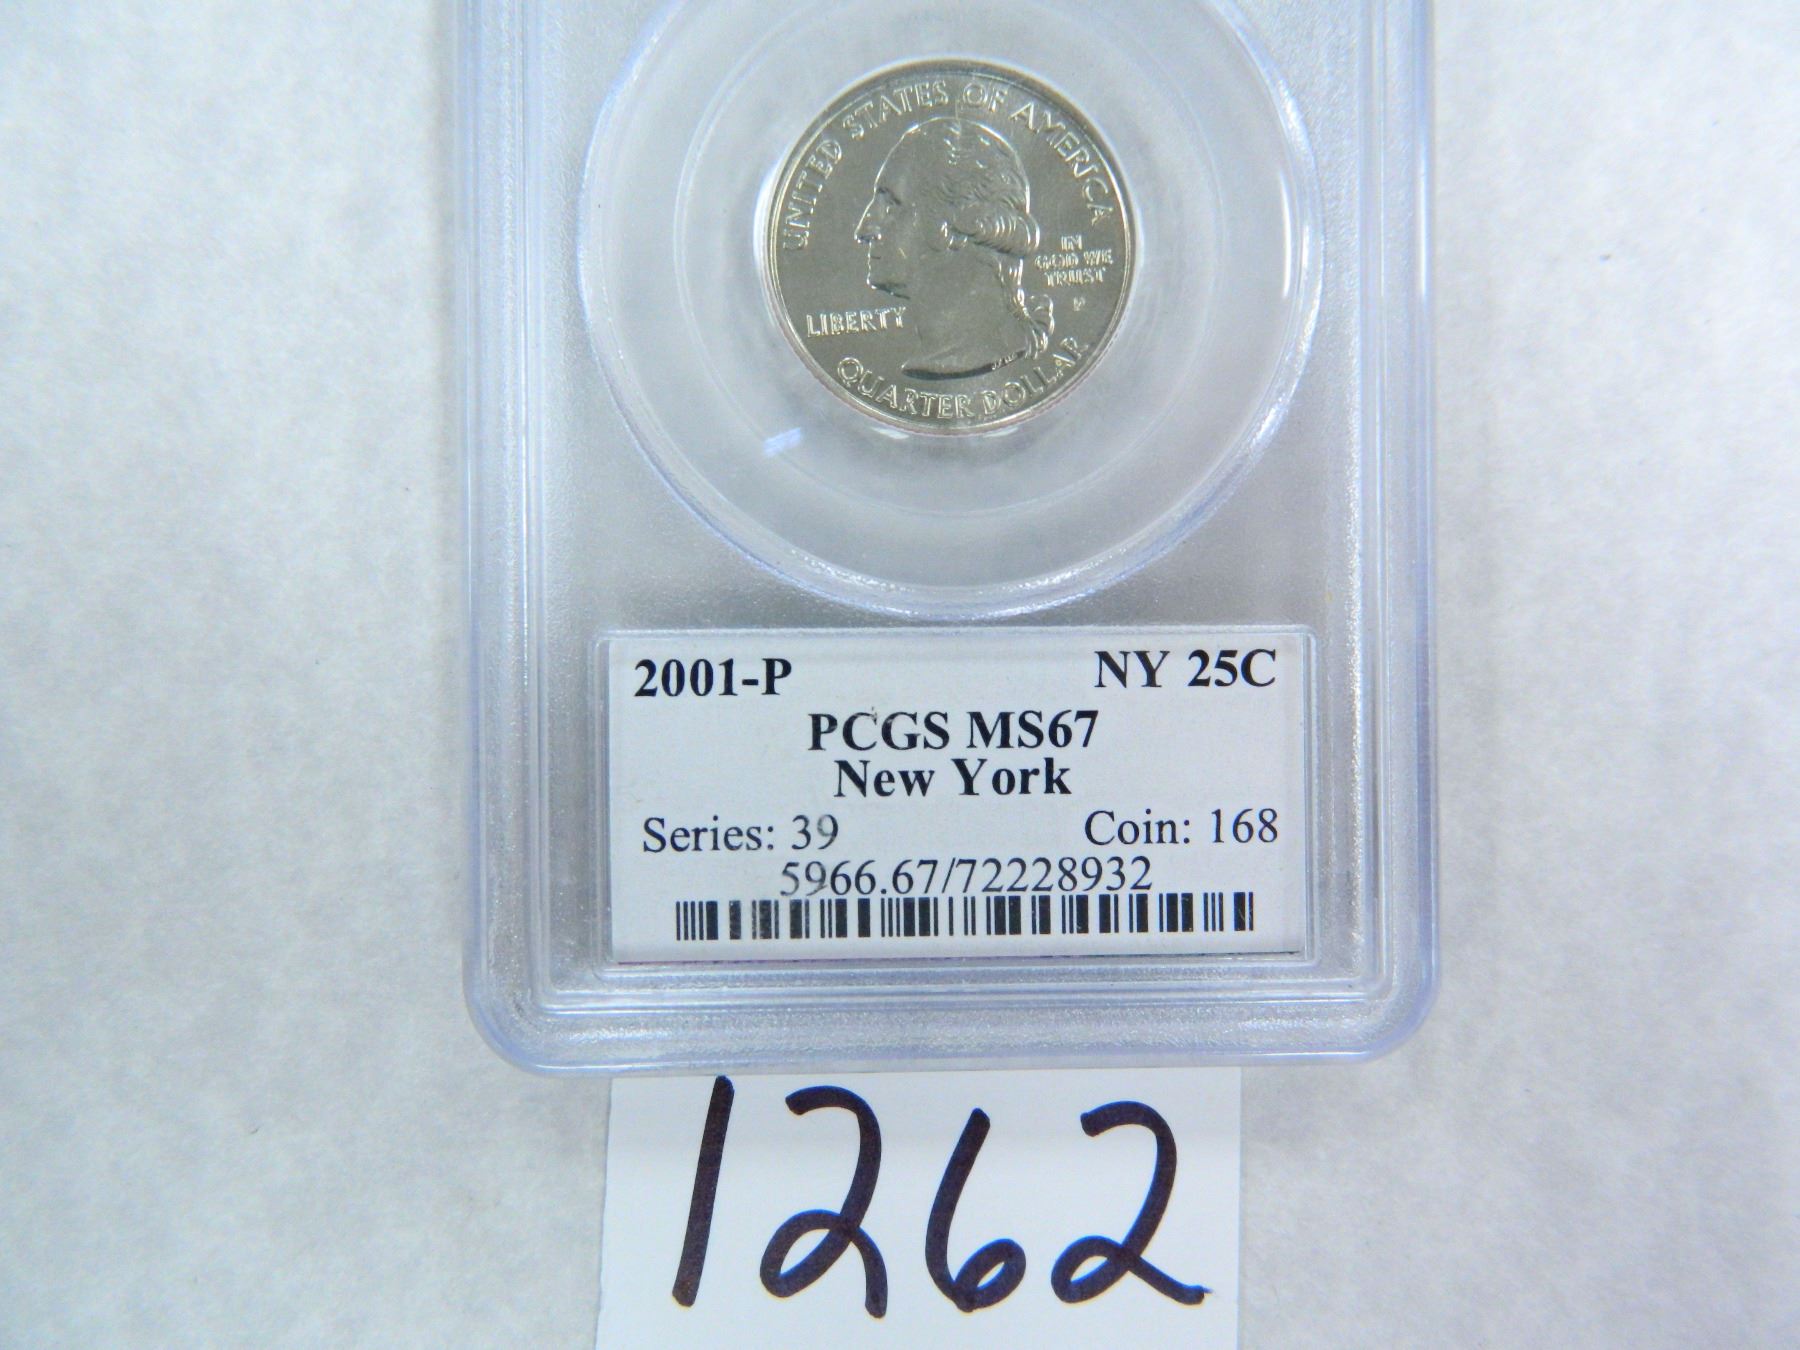 UNITED STATES OF AMERICA
IN
GOD WE
TRUST
P
LIBERTY
QUARTER DOLLAR
2001-P NY 25C
PCGS MS67
New York
Series: 39 Coin: 168
5966.67/72228932
1262